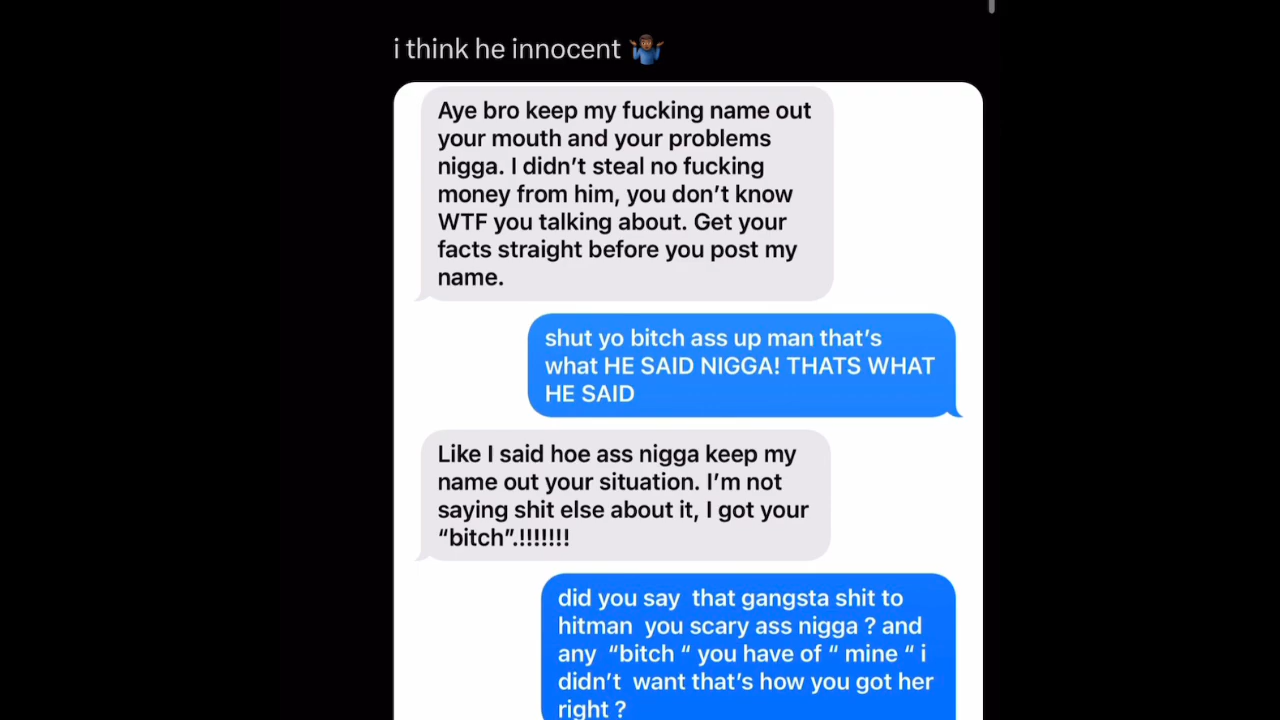 i think he innocent 🤷🏾‍♂️
Aye bro keep my fucking name out
your mouth and your problems
nigga. I didn't steal no fucking
money from him, you don't know
WTF you talking about. Get your
facts straight before you post my
name.
shut yo bitch ass up man that's
what HE SAID NIGGA! THATS WHAT
HE SAID
Like I said hoe ass nigga keep my
name out your situation. I'm not
saying shit else about it, I got your
“bitch”.!!!!!!!
did you say  that gangsta shit to
hitman  you scary ass nigga ? and
any  “bitch “ you have of “ mine “ i
didn't  want that's how you got her
right ?